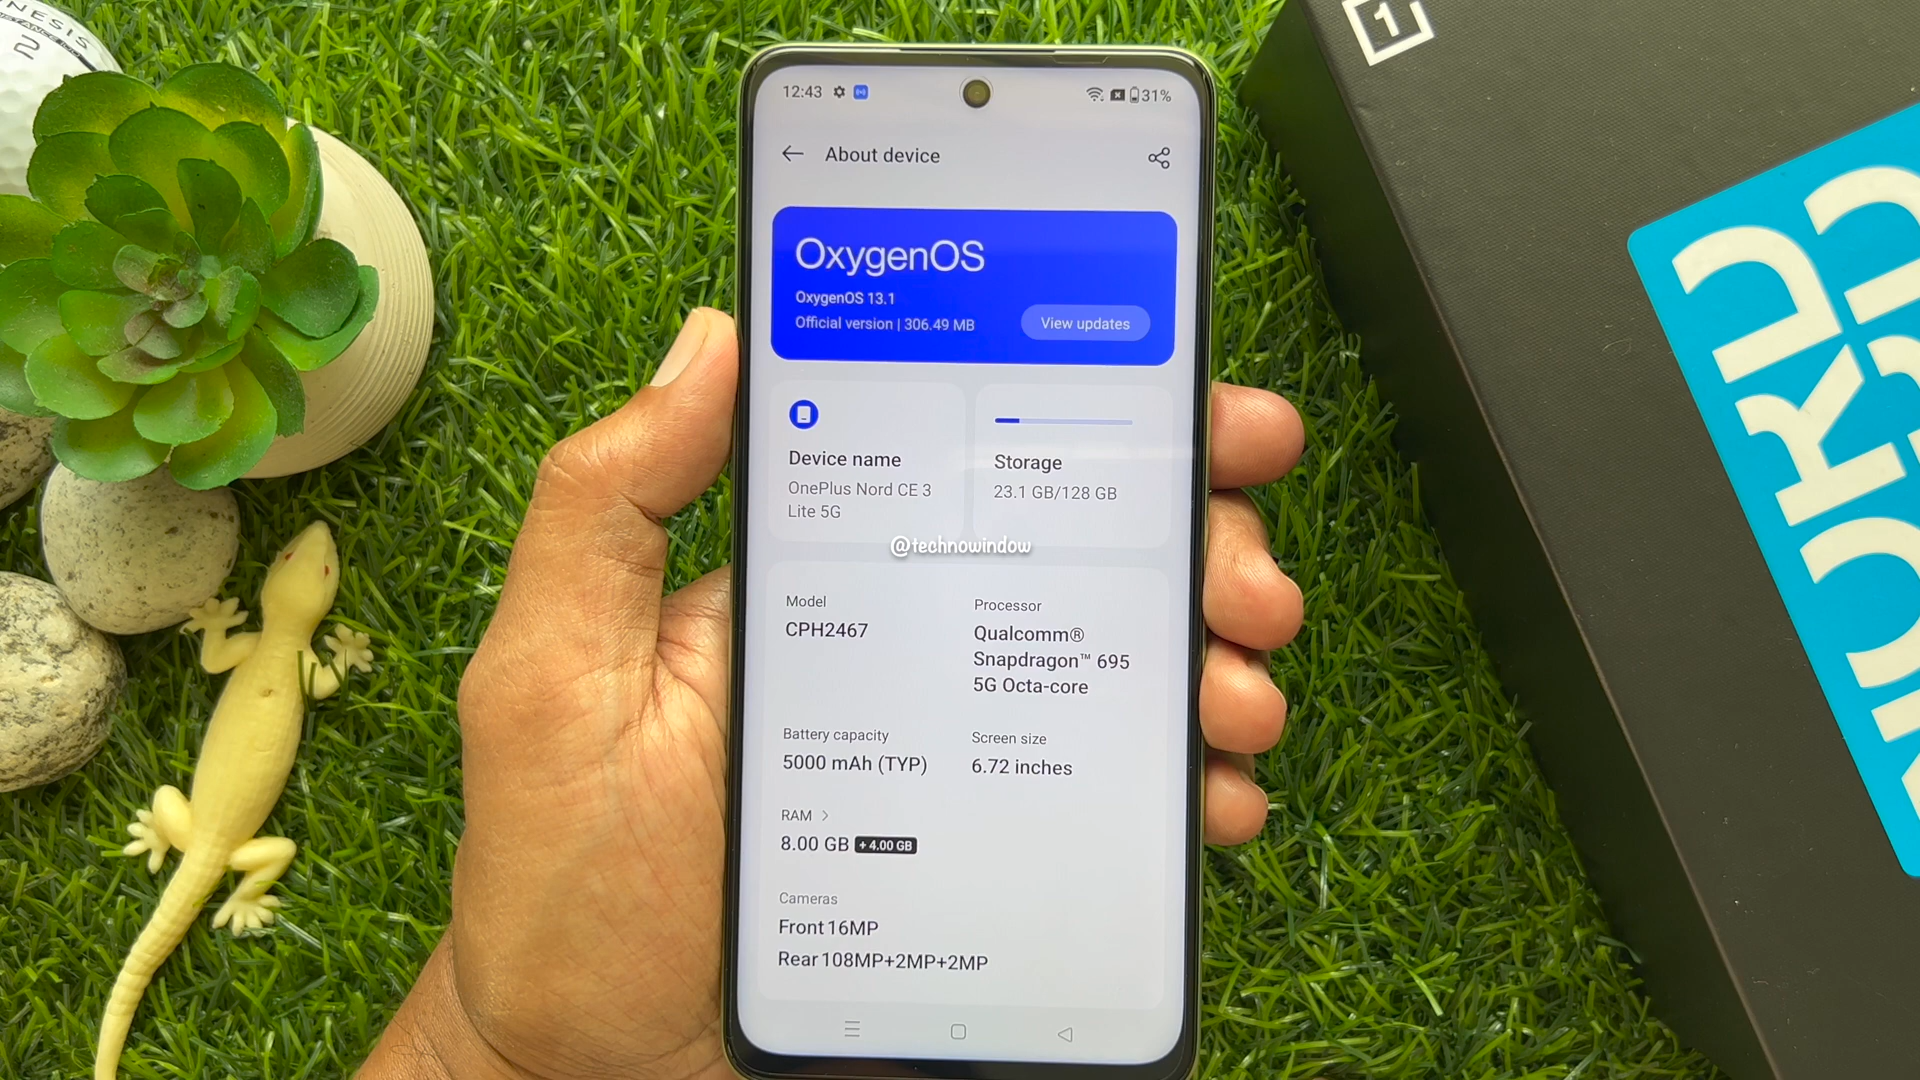 NESIS
2
1
12:43
31%
About device
OxygenOS
OxygenOS 13.1
Official version | 306.49 MB
View updates
Device name
OnePlus Nord CE 3
Lite 5G
Storage
23.1 GB/128 GB
@technowindow
Model
CPH2467
Processor
Qualcomm®
Snapdragon™ 695
5G Octa-core
Battery capacity
5000 mAh (TYP)
Screen size
6.72 inches
RAM >
8.00 GB + 4.00 GB
Cameras
Front 16MP
Rear 108MP+2MP+2MP